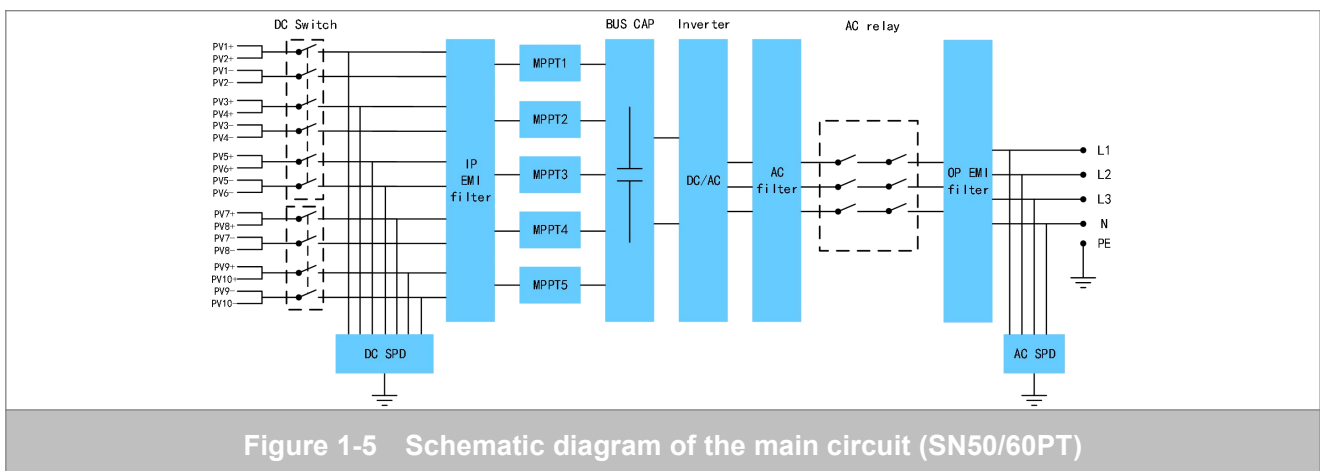 DC Switch
BUS CAP
Inverter
AC relay
PV1+
PV2+
PV1-
PV2-
PV3+
PV4+
PV3-
PV4-
PV5+
PV6+
PV5-
PV6-
PV7+
PV8+
PV7-
PV8-
PV9+
PV10+
PV9-
PV10-
IP
EMI
filter
MPPT1
MPPT2
MPPT3
MPPT4
MPPT5
DC/AC
AC
filter
OP EMI
filter
L1
L2
L3
N
PE
DC SPD
AC SPD
Figure 1-5 Schematic diagram of the main circuit (SN50/60PT)